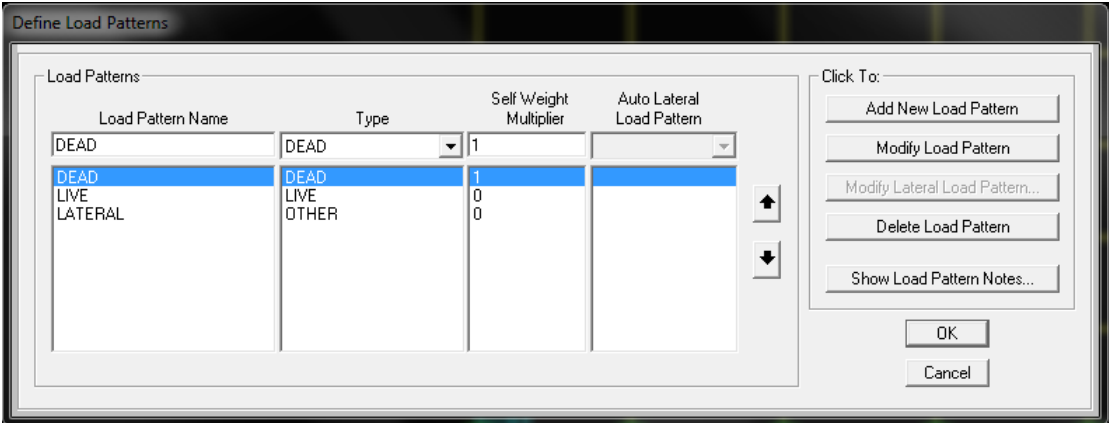 Define Load Patterns
Load Patterns
Load Pattern Name
Type
Self Weight
Multiplier
Auto Lateral
Load Pattern
DEAD
DEAD
1
DEAD DEAD 1
LIVE LIVE 0
LATERAL OTHER 0
Click To:
Add New Load Pattern
Modify Load Pattern
Modify Lateral Load Pattern...
Delete Load Pattern
Show Load Pattern Notes...
OK
Cancel